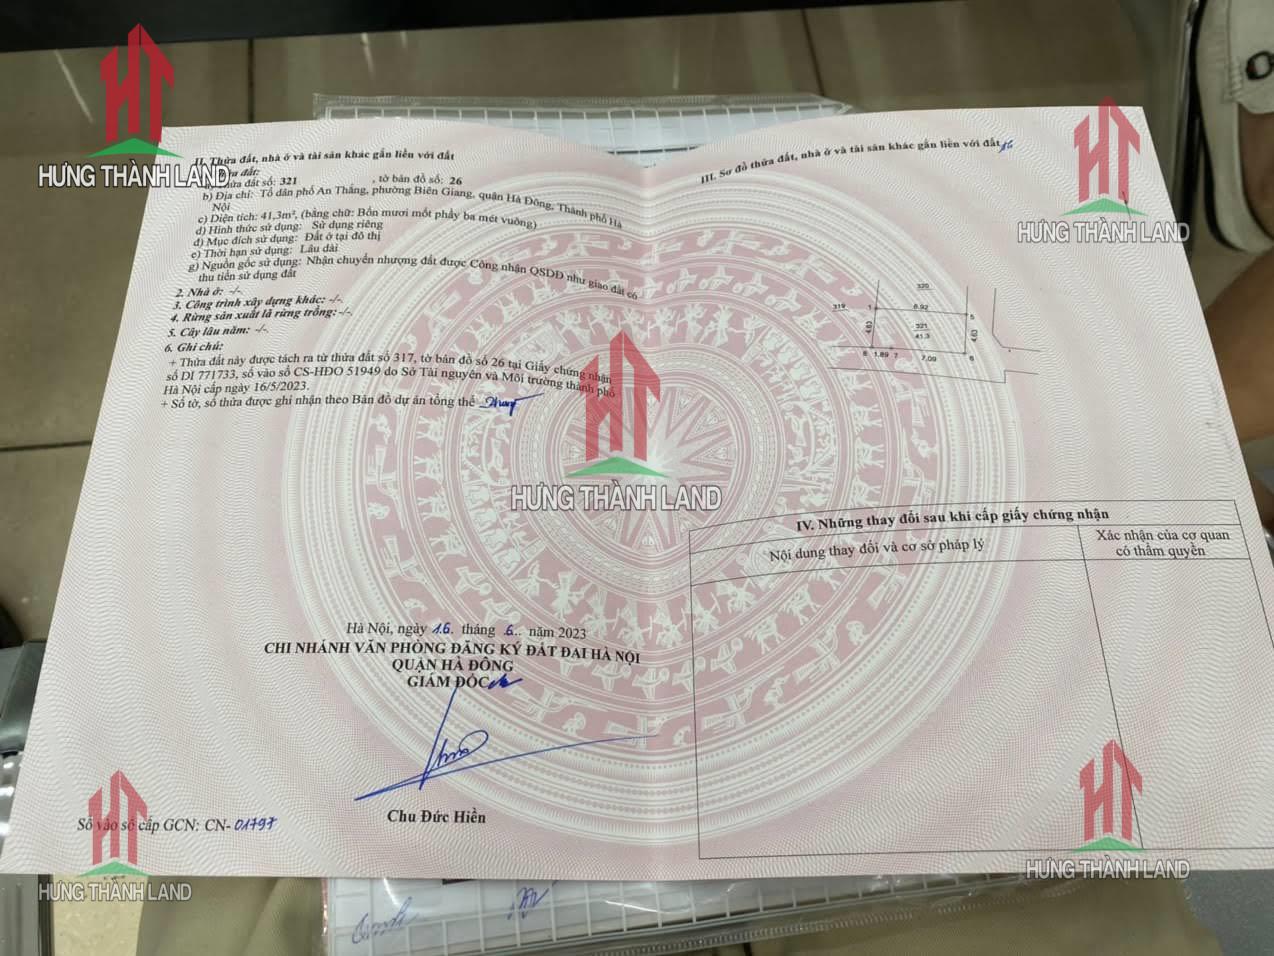 II. Thửa đất, nhà ở và tài sản khác gắn liền với đất
đất:
Thửa đất số: 321 , tờ bản đồ số: 26
b) Địa chỉ: Tổ dân phố An Thắng, phường Biên Giang, quận Hà Đông, Thành phố Hà
Nội
c) Diện tích: 41,3m², (bằng chữ: Bốn mươi mốt phẩy ba mét vuông)
d) Hình thức sử dụng: Sử dụng riêng
đ) Mục đích sử dụng: Đất ở tại đô thị
e) Thời hạn sử dụng: Lâu dài
g) Nguồn gốc sử dụng: Nhận chuyển nhượng đất được Công nhận QSDĐ như giao đất có
thu tiền sử dụng đất
2. Nhà ở: -/-.
3. Công trình xây dựng khác: -/-.
4. Rừng sản xuất là rừng trồng:-/-.
5. Cây lâu năm: -/-.
6. Ghi chú:
+ Thửa đất này được tách ra từ thửa đất số 317, tờ bản đồ số 26 tại Giấy chứng nhận
số DI 771733, số vào sổ CS-HĐO 51949 do Sở Tài nguyên và Môi trường thành phố
Hà Nội cấp ngày 16/5/2023.
+ Số tờ, số thửa được ghi nhận theo Bản đồ dự án tổng thể
Hà Nội, ngày 16. tháng .6.. năm 2023
CHI NHÁNH VĂN PHÒNG ĐĂNG KÝ ĐẤT ĐAI HÀ NỘI
QUẬN HÀ ĐÔNG
GIÁM ĐỐC
Chu Đức Hiền
Số vào sổ cấp GCN: CN-01797
III. Sơ đồ thửa đất, nhà ở và tài sản khác gắn liền với đất
320
319
1
6.92
5
4.63
321
41.3
4.63
8
1.89
7
7.09
6
IV. Những thay đổi sau khi cấp giấy chứng nhận
Nội dung thay đổi và cơ sở pháp lý
Xác nhận của cơ quan
có thẩm quyền
HƯNG THÀNH LAND
HƯNG THÀNH LAND
HƯNG THÀNH LAND
HƯNG THÀNH LAND
HƯNG THÀNH LAND